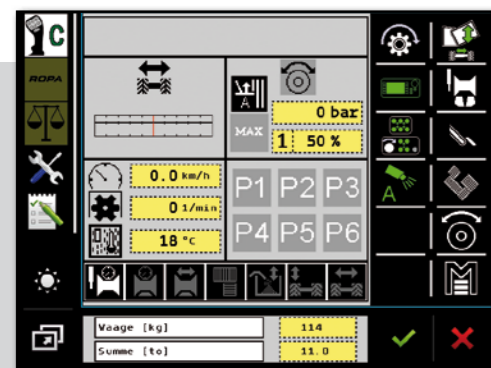 C
ROPA
A
MAX
0 bar
1 50 %
0.0 km/h
0 1/min
18 °C
P1 P2 P3
P4 P5 P6
A
Waage [kg] 114
Summe [to] 11.0